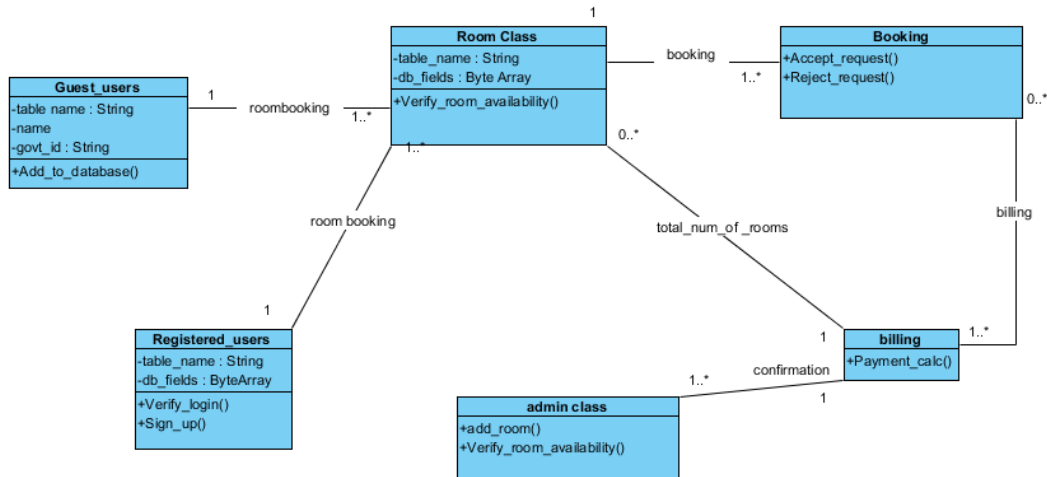 1
Room Class
-table_name : String
-db_fields : Byte Array
+Verify_room_availability()
booking
1..*
Booking
+Accept_request()
+Reject_request()
0..*
Guest_users
-table name : String
-name
-govt_id : String
+Add_to_database()
1
roombooking
1..*
1..*
0..*
room booking
1
total_num_of _rooms
billing
Registered_users
-table_name : String
-db_fields : ByteArray
+Verify_login()
+Sign_up()
1
billing
+Payment_calc()
1..*
confirmation
1..*
1
admin class
+add_room()
+Verify_room_availability()